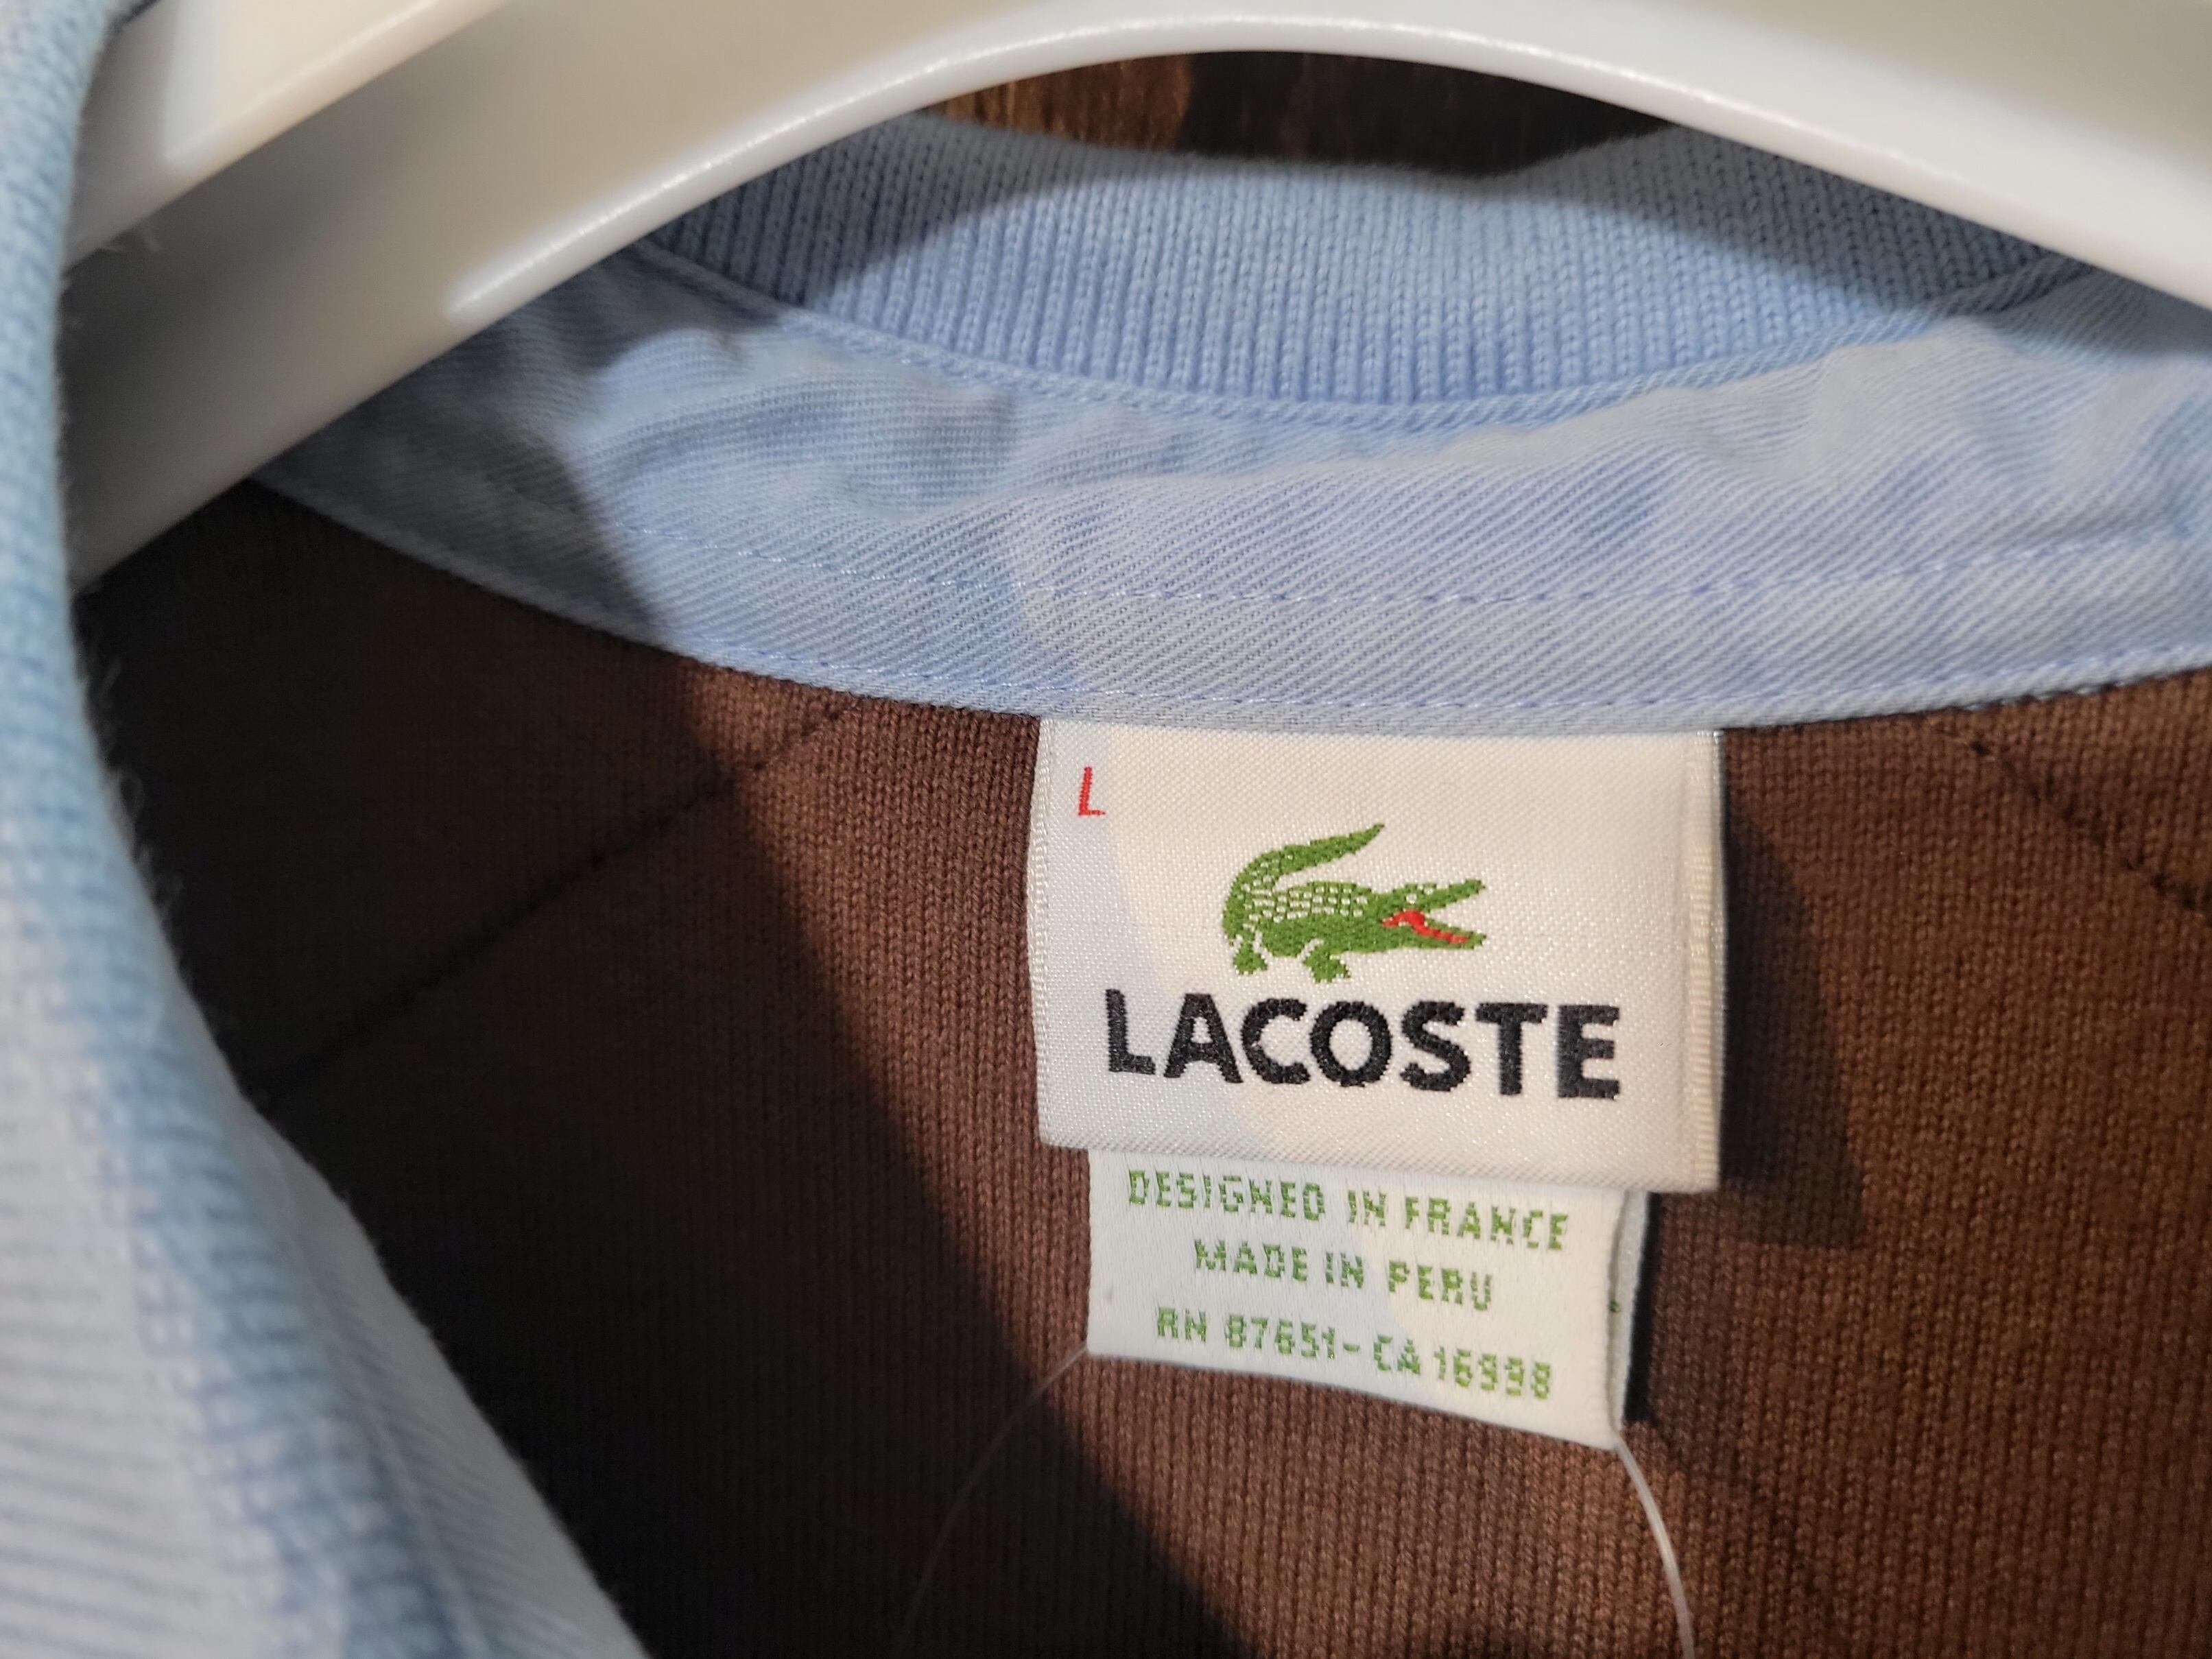 L
LACOSTE
DESIGNED IN FRANCE
MADE IN PERU
RN 87651-CA 16998